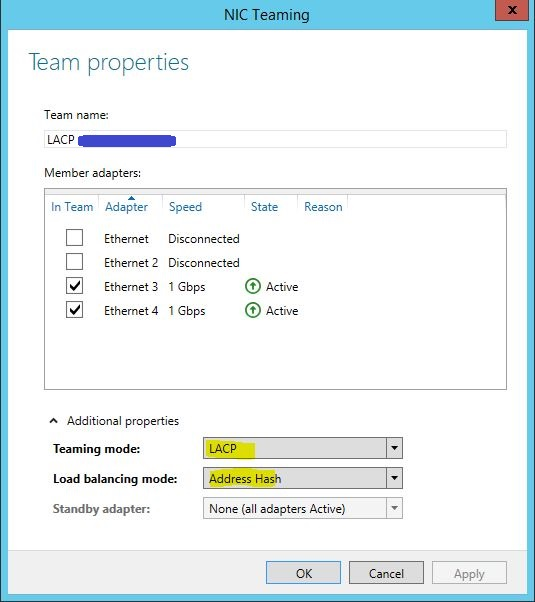 NIC Teaming
x
Team properties
Team name:
LACP
Member adapters:
In Team Adapter Speed State Reason
Ethernet Disconnected
Ethernet 2 Disconnected
Ethernet 3 1 Gbps Active
Ethernet 4 1 Gbps Active
Additional properties
Teaming mode: LACP
Load balancing mode: Address Hash
Standby adapter: None (all adapters Active)
OK Cancel Apply